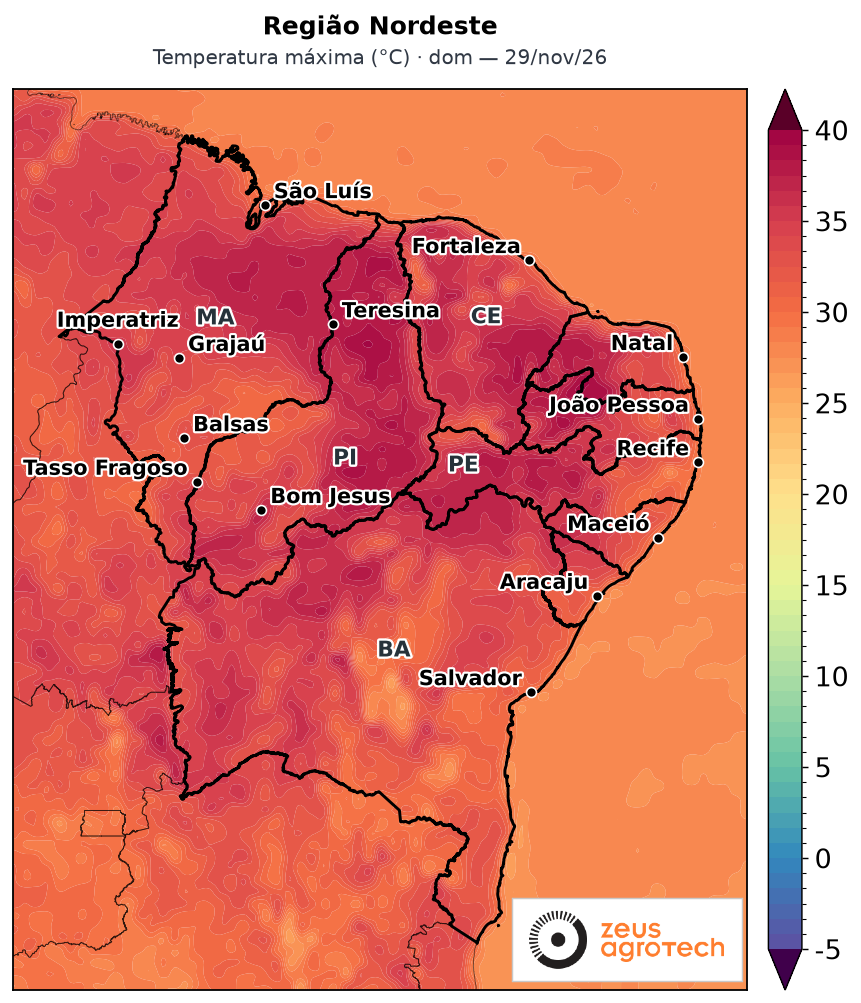 Região Nordeste
Temperatura máxima (°C) · dom — 29/nov/26
São Luís
Fortaleza
Imperatriz
MA
Teresina
CE
Grajaú
Natal
João Pessoa
Balsas
Recife
Tasso Fragoso
PI
PE
Bom Jesus
Maceió
Aracaju
BA
Salvador
40
35
30
25
20
15
10
5
0
-5
zeus
agrotech